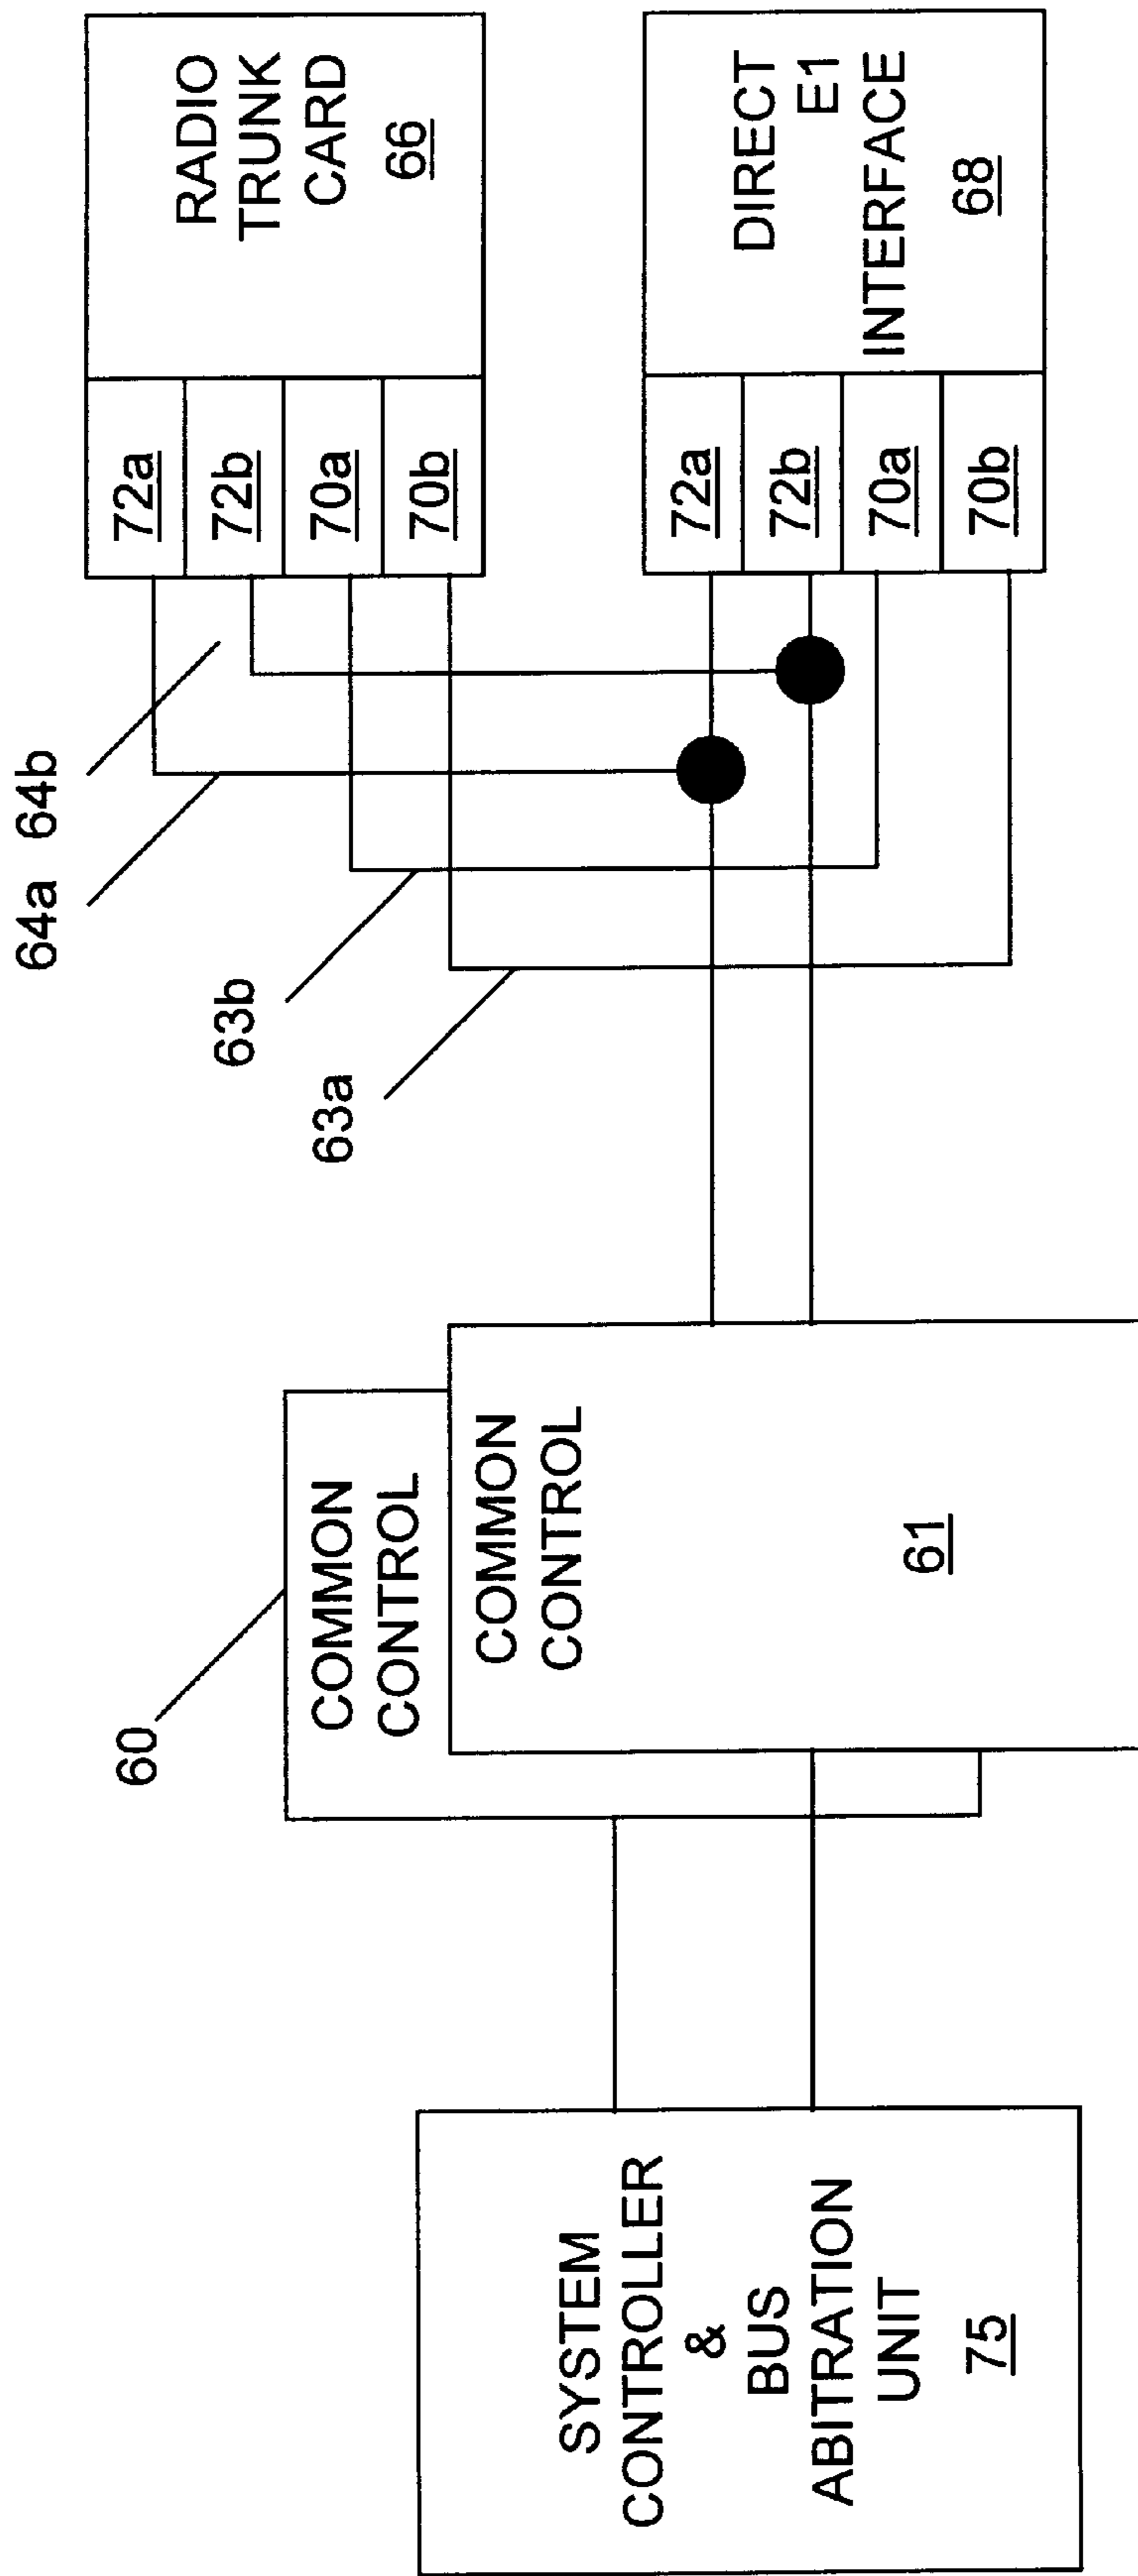 64a 64b
63b
63a
60
RADIO
TRUNK
CARD
66
72a
72b
70a
70b
DIRECT
E1
INTERFACE
68
72a
72b
70a
70b
COMMON
CONTROL
COMMON
CONTROL
61
SYSTEM
CONTROLLER
&
BUS
ABITRATION
UNIT
75